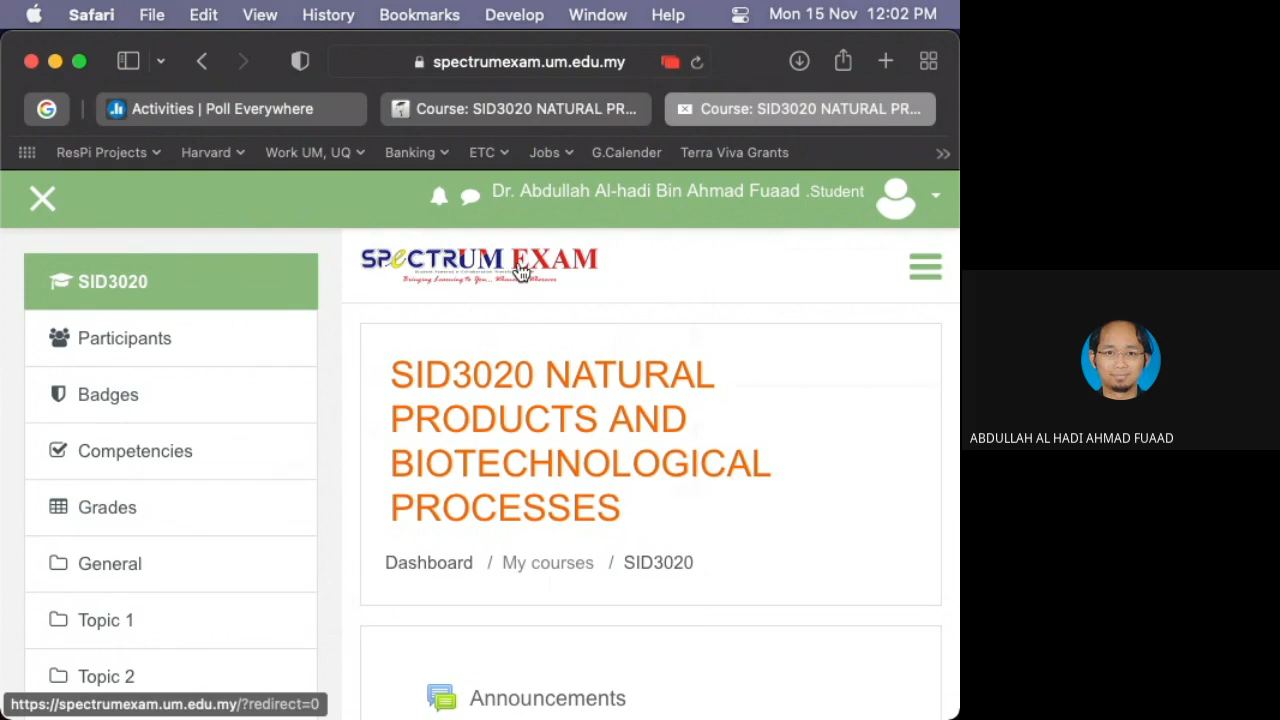 Safari File Edit View History Bookmarks Develop Window Help Mon 15 Nov 12:02 PM
spectrumexam.um.edu.my
G Activities | Poll Everywhere Course: SID3020 NATURAL PR... Course: SID3020 NATURAL PR...
ResPi Projects Harvard Work UM, UQ Banking ETC Jobs G.Calender Terra Viva Grants
Dr. Abdullah Al-hadi Bin Ahmad Fuaad .Student
SPeCTRUM EXAM
Bringing Learning to You...
SID3020
Participants
Badges
Competencies
Grades
General
Topic 1
Topic 2
SID3020 NATURAL
PRODUCTS AND
BIOTECHNOLOGICAL
PROCESSES
Dashboard / My courses / SID3020
Announcements
https://spectrumexam.um.edu.my/?redirect=0
ABDULLAH AL HADI AHMAD FUAAD